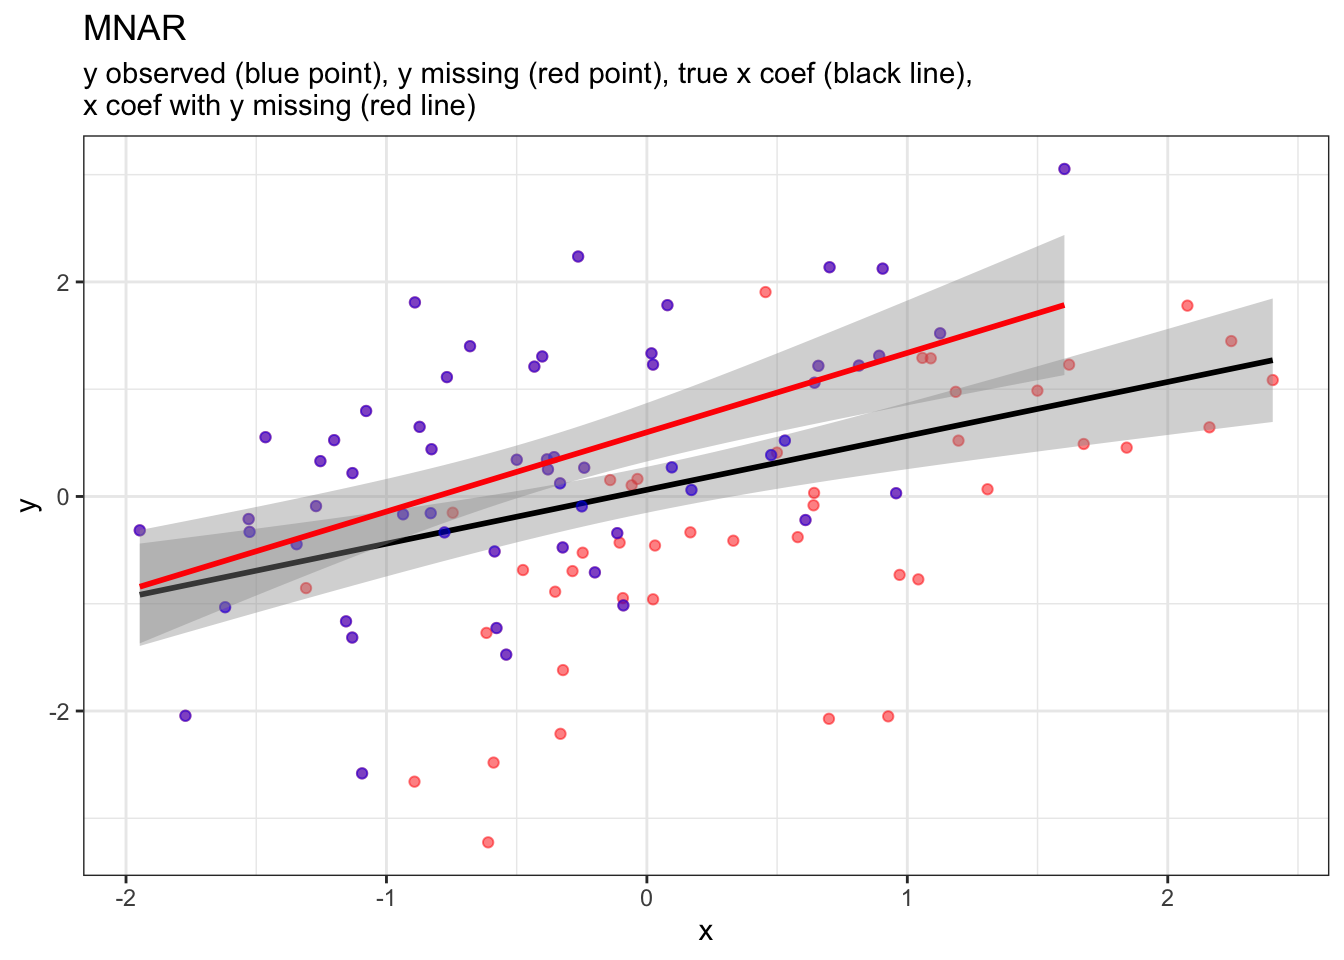 MNAR
y observed (blue point), y missing (red point), true x coef (black line),
x coef with y missing (red line)
2
0
-2
y
-2
-1
0
1
2
x